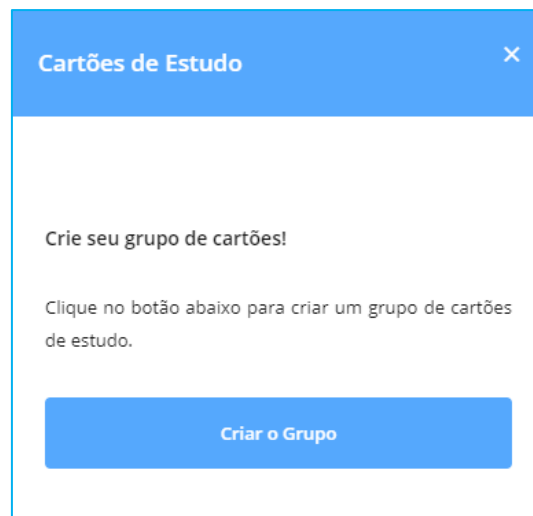 Cartões de Estudo
Crie seu grupo de cartões!
Clique no botão abaixo para criar um grupo de cartões
de estudo.
Criar o Grupo